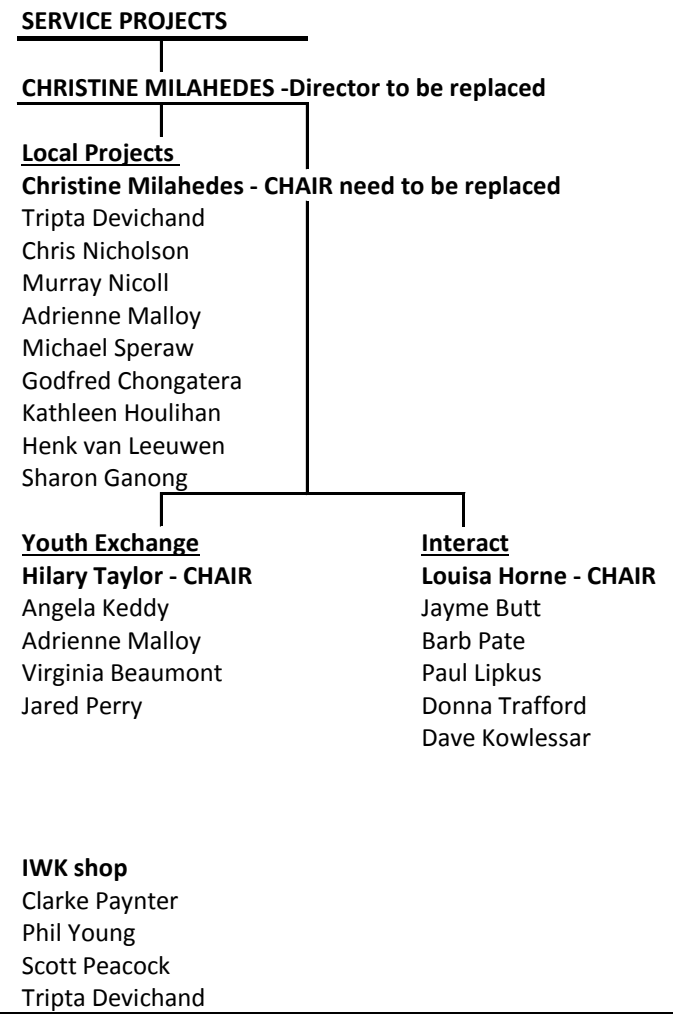 SERVICE PROJECTS
CHRISTINE MILAHEDES -Director to be replaced
Local Projects
Christine Milahedes - CHAIR need to be replaced
Tripta Devichand
Chris Nicholson
Murray Nicoll
Adrienne Malloy
Michael Speraw
Godfred Chongatera
Kathleen Houlihan
Henk van Leeuwen
Sharon Ganong
Youth Exchange
Hilary Taylor - CHAIR
Angela Keddy
Adrienne Malloy
Virginia Beaumont
Jared Perry
Interact
Louisa Horne - CHAIR
Jayme Butt
Barb Pate
Paul Lipkus
Donna Trafford
Dave Kowlessar
IWK shop
Clarke Paynter
Phil Young
Scott Peacock
Tripta Devichand